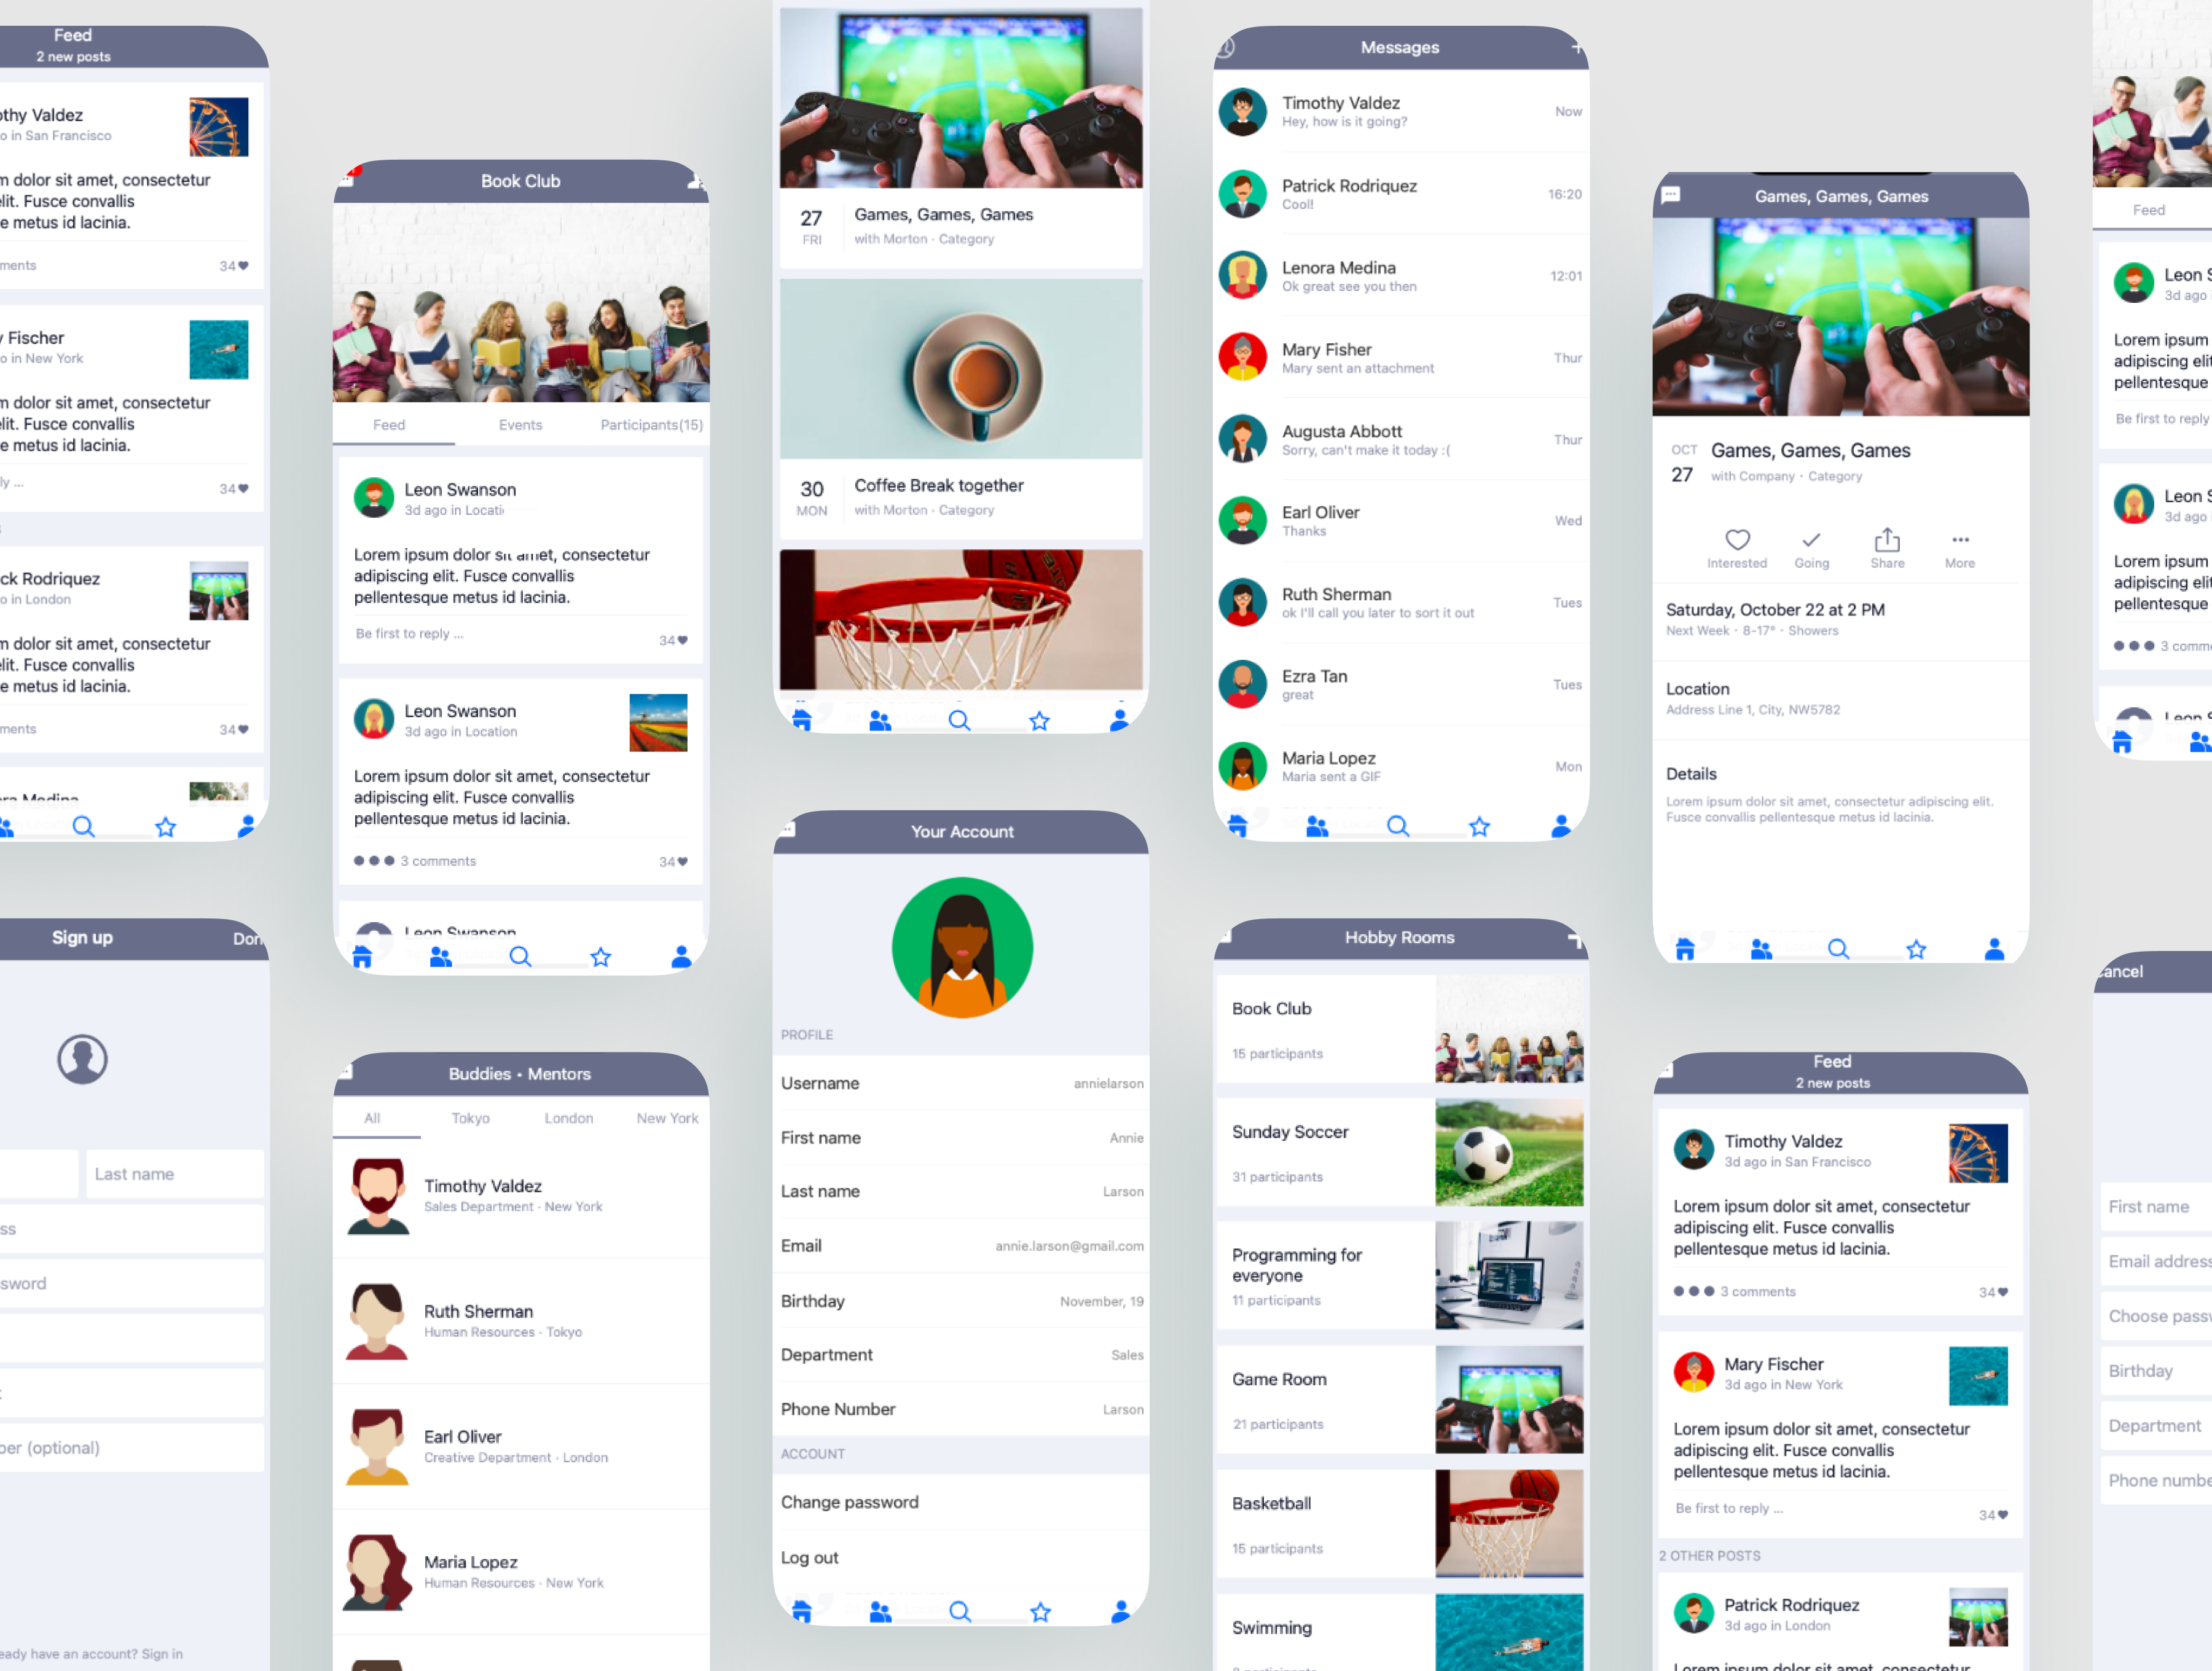 Feed
2 new posts
Valdez
in San Francisco
dolor sit amet, consectetur
Fusce convallis
metus id lacinia.
34
Fischer
in New York
dolor sit amet, consectetur
Fusce convallis
metus id lacinia.
34
Rodriquez
in London
dolor sit amet, consectetur
Fusce convallis
metus id lacinia.
34
Sign up
Last name
(optional)
have an account? Sign in
Book Club
Feed Events Participants(15)
Leon Swanson
3d ago in
Lorem ipsum dolor sit amet, consectetur
adipiscing elit. Fusce convallis
pellentesque metus id lacinia.
Be first to reply ...
34
Leon Swanson
3d ago in Location
Lorem ipsum dolor sit amet, consectetur
adipiscing elit. Fusce convallis
pellentesque metus id lacinia.
3 comments
34
Leon Swanson
Buddies • Mentors
All Tokyo London New York
Timothy Valdez
Sales Department - New York
Ruth Sherman
Human Resources - Tokyo
Earl Oliver
Creative Department - London
Maria Lopez
Human Resources - New York
27
FRI
Games, Games, Games
with Morton - Category
30
MON
Coffee Break together
with Morton - Category
Your Account
PROFILE
Username annielarson
First name Annie
Last name Larson
Email annie.larson@gmail.com
Birthday November, 19
Department Sales
Phone Number Larson
ACCOUNT
Change password
Log out
Messages
Timothy Valdez
Hey, how is it going?
Now
Patrick Rodriquez
Cool!
16:20
Lenora Medina
Ok great see you then
12:01
Mary Fisher
Mary sent an attachment
Thur
Augusta Abbott
Sorry, can't make it today :(
Thur
Earl Oliver
Thanks
Wed
Ruth Sherman
ok I'll call you later to sort it out
Tues
Ezra Tan
great
Tues
Maria Lopez
Maria sent a GIF
Mon
Hobby Rooms
Book Club
15 participants
Sunday Soccer
31 participants
Programming for
everyone
11 participants
Game Room
21 participants
Basketball
15 participants
Swimming
Games, Games, Games
OCT
27
Games, Games, Games
with Company · Category
Interested Going Share More
Saturday, October 22 at 2 PM
Next Week · 8-17° · Showers
Location
Address Line 1, City, NW5782
Details
Lorem ipsum dolor sit amet, consectetur adipiscing elit.
Fusce convallis pellentesque metus id lacinia.
Feed
2 new posts
Timothy Valdez
3d ago in San Francisco
Lorem ipsum dolor sit amet, consectetur
adipiscing elit. Fusce convallis
pellentesque metus id lacinia.
3 comments
34
Mary Fischer
3d ago in New York
Lorem ipsum dolor sit amet, consectetur
adipiscing elit. Fusce convallis
pellentesque metus id lacinia.
Be first to reply ...
34
2 OTHER POSTS
Patrick Rodriquez
3d ago in London
Lorem ipsum dolor sit amet, consectetur
Feed
Leon
3d ago
Lorem ipsum
adipiscing
pellentesque
Be first to reply
Leon
3d ago
Lorem ipsum
adipiscing
pellentesque
3
Leon
First name
Email address
Choose
Birthday
Department
Phone